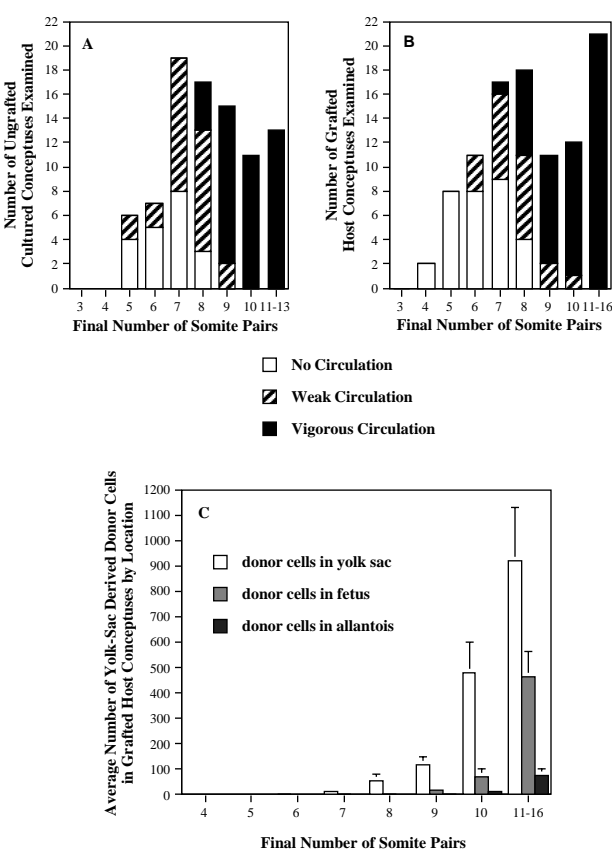 A
Number of Ungrafted
Cultured Conceptuses Examined
22
20
18
16
14
12
10
8
6
4
2
0
3 4 5 6 7 8 9 10 11-13
Final Number of Somite Pairs
B
Number of Grafted
Host Conceptuses Examined
22
20
18
16
14
12
10
8
6
4
2
0
3 4 5 6 7 8 9 10 11-16
Final Number of Somite Pairs
No Circulation
Weak Circulation
Vigorous Circulation
C
Average Number of Yolk-Sac Derived Donor Cells
in Grafted Host Conceptuses by Location
1200
1100
1000
900
800
700
600
500
400
300
200
100
0
donor cells in yolk sac
donor cells in fetus
donor cells in allantois
4 5 6 7 8 9 10 11-16
Final Number of Somite Pairs